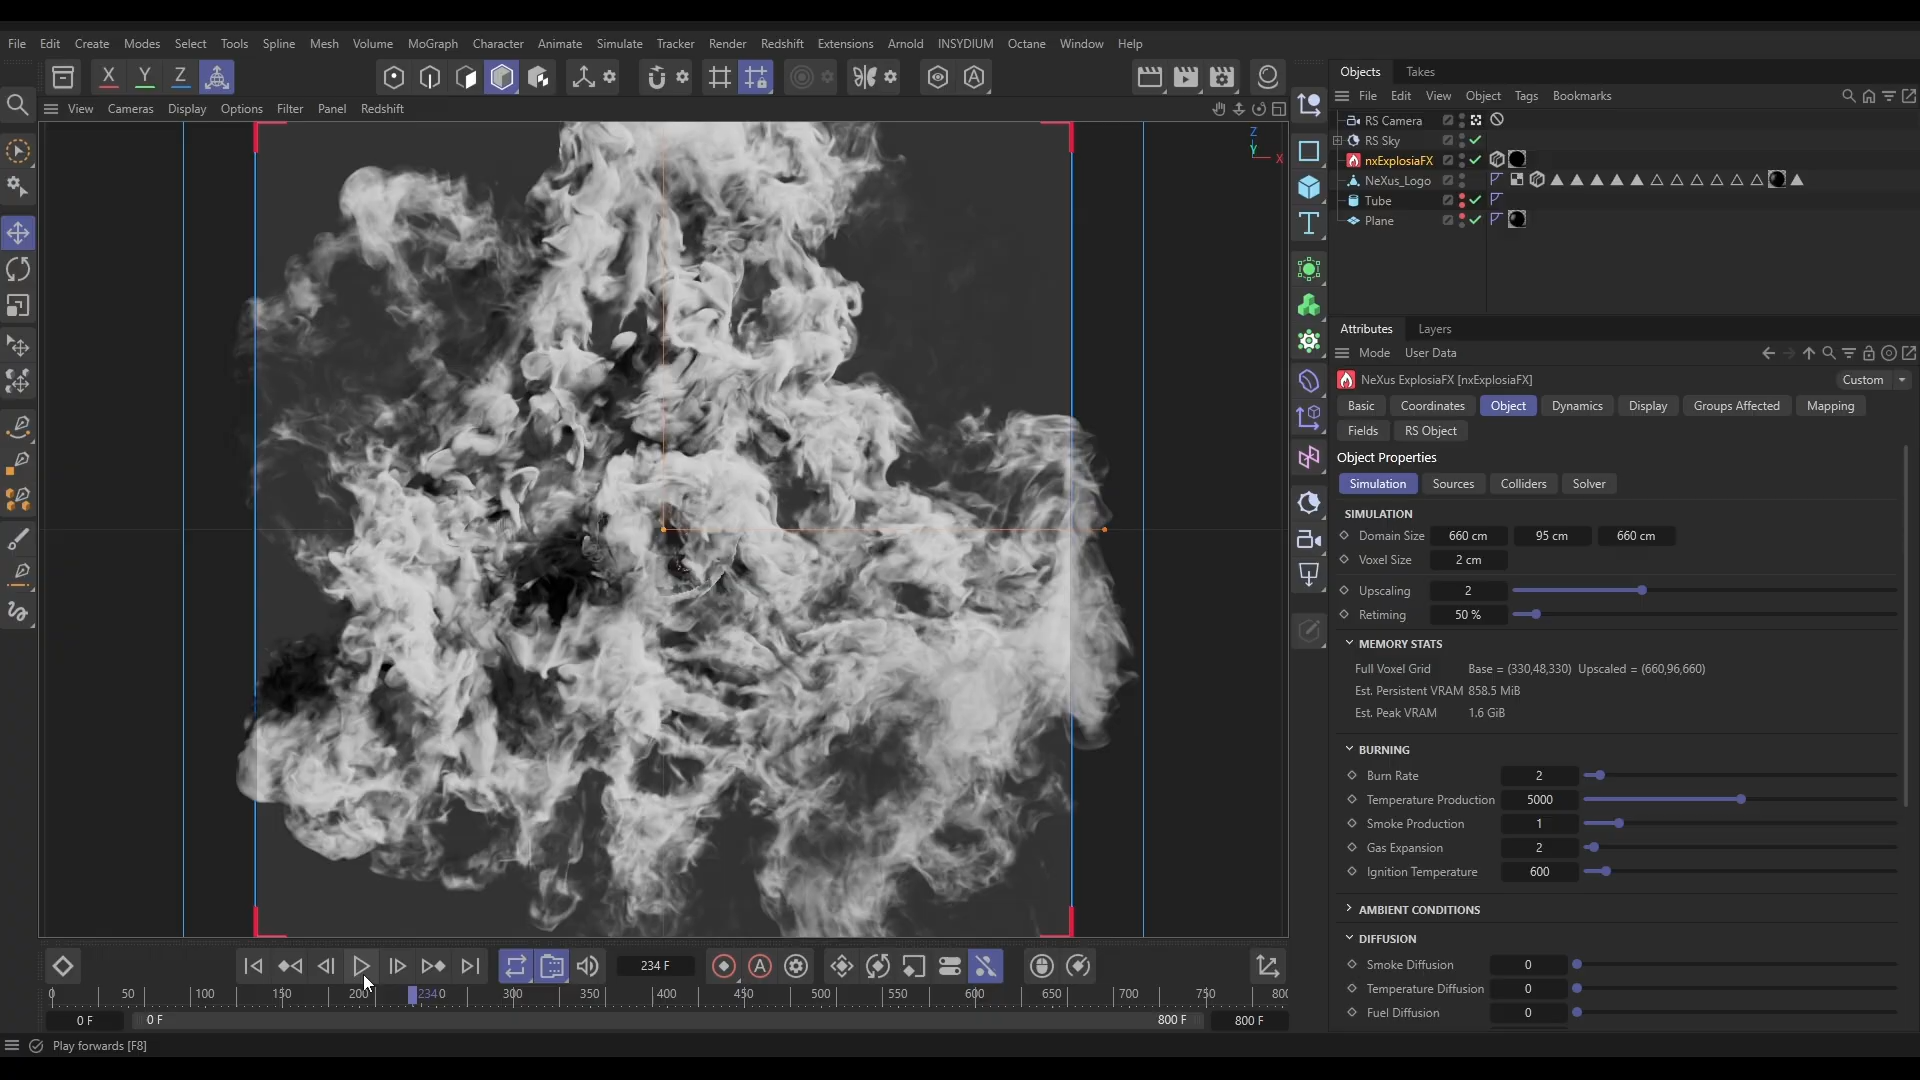 File Edit Create Modes Select Tools Spline Mesh Volume MoGraph Character Animate Simulate Tracker Render Redshift Extensions Arnold INSYDIUM Octane Window Help
X Y Z
Objects Takes
File Edit View Object Tags Bookmarks
View Cameras Display Options Filter Panel Redshift
RS Camera
RS Sky
nxExplosiaFX
NeXus_Logo
Tube
Plane
Z
Y
X
Attributes Layers
Mode User Data
NeXus ExplosiaFX [nxExplosiaFX] Custom
Basic Coordinates Object Dynamics Display Groups Affected Mapping
Fields RS Object
Object Properties
Simulation Sources Colliders Solver
SIMULATION
Domain Size 660 cm 95 cm 660 cm
Voxel Size 2 cm
Upscaling 2
Retiming 50 %
MEMORY STATS
Full Voxel Grid Base = (330,48,330) Upscaled = (660,96,660)
Est. Persistent VRAM 858.5 MiB
Est. Peak VRAM 1.6 GiB
BURNING
Burn Rate 2
Temperature Production 5000
Smoke Production 1
Gas Expansion 2
Ignition Temperature 600
AMBIENT CONDITIONS
DIFFUSION
Smoke Diffusion 0
Temperature Diffusion 0
Fuel Diffusion 0
234 F
0 50 100 150 200 234 0 300 350 400 450 500 550 600 650 700 750 800
0 F 0 F 800 F 800 F
Play forwards [F8]